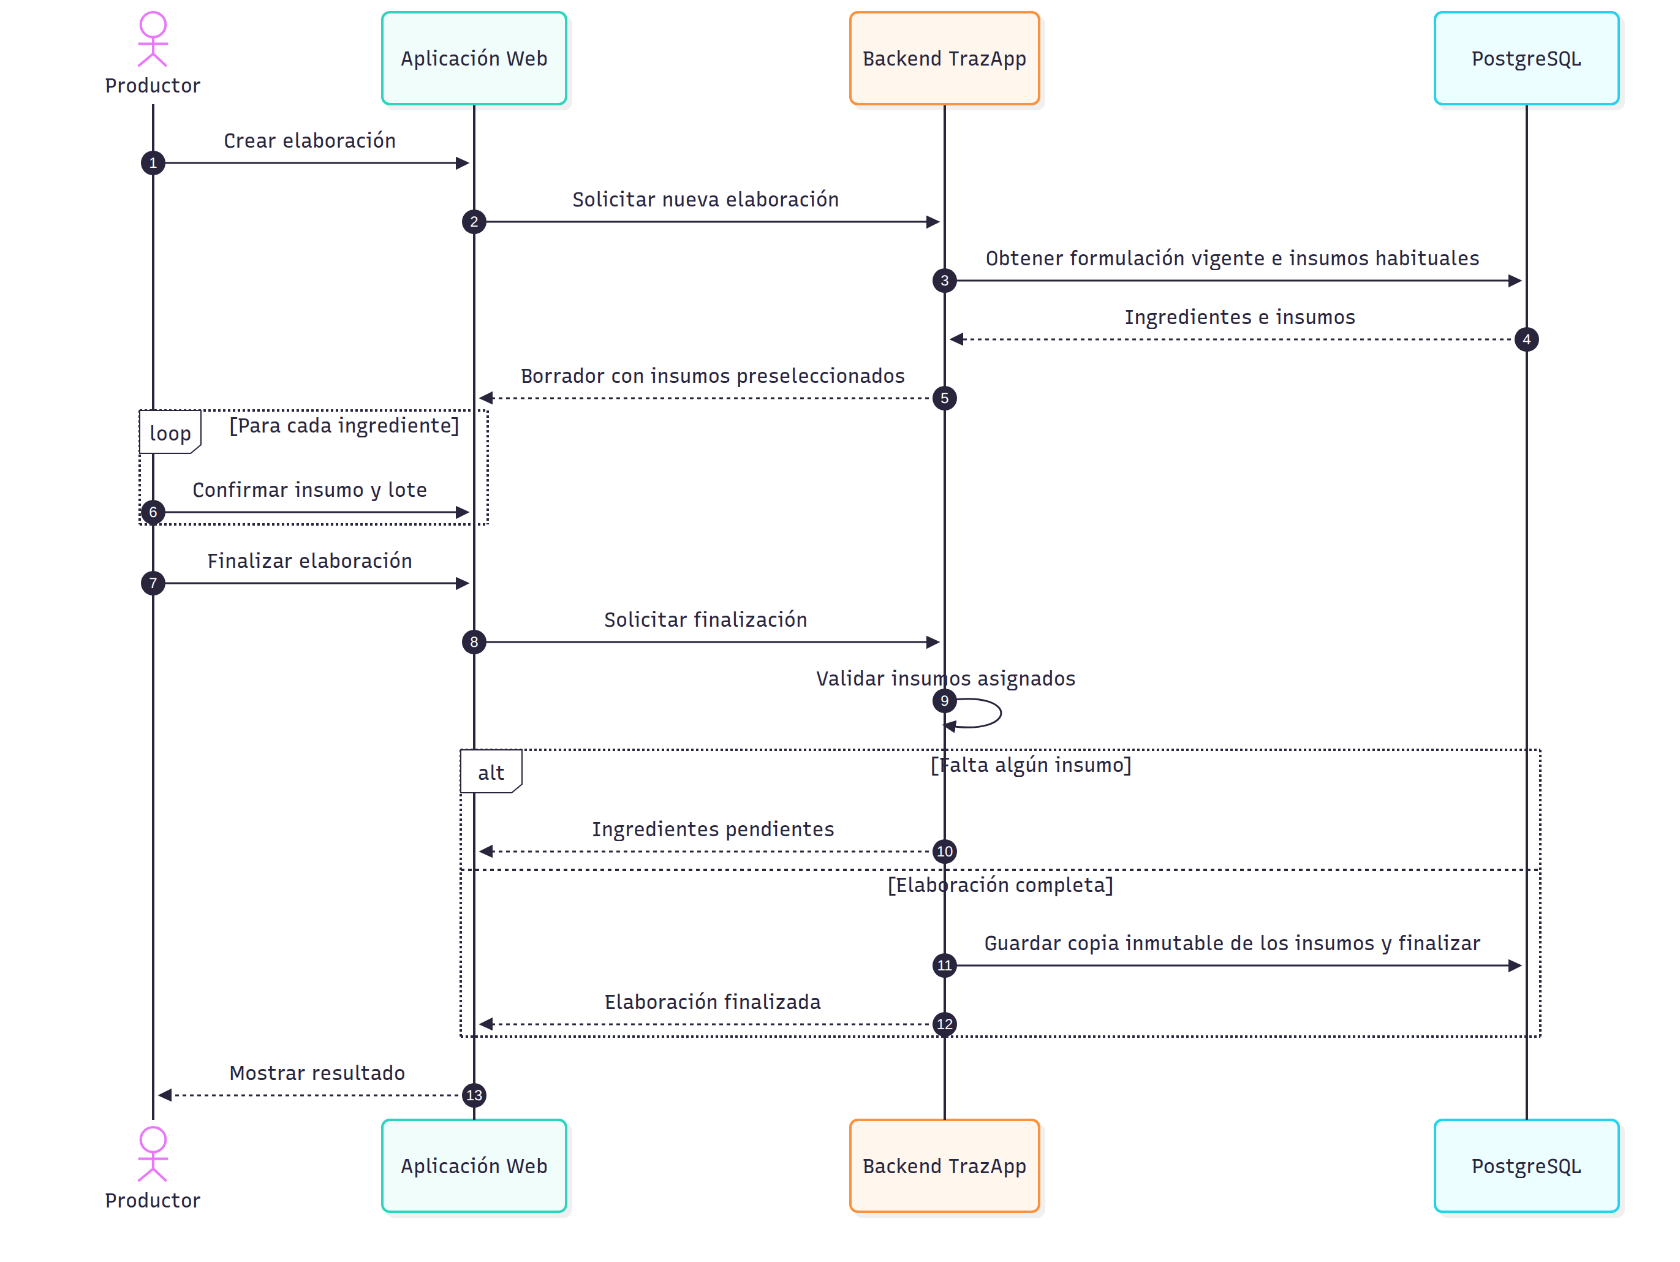 Productor
Aplicación Web
Backend TrazApp
PostgreSQL
Crear elaboración
1
Solicitar nueva elaboración
2
Obtener formulación vigente e insumos habituales
3
Ingredientes e insumos
4
Borrador con insumos preseleccionados
5
loop
[Para cada ingrediente]
Confirmar insumo y lote
6
Finalizar elaboración
7
Solicitar finalización
8
Validar insumos asignados
9
alt
[Falta algún insumo]
Ingredientes pendientes
10
[Elaboración completa]
Guardar copia inmutable de los insumos y finalizar
11
Elaboración finalizada
12
Mostrar resultado
13
Productor
Aplicación Web
Backend TrazApp
PostgreSQL